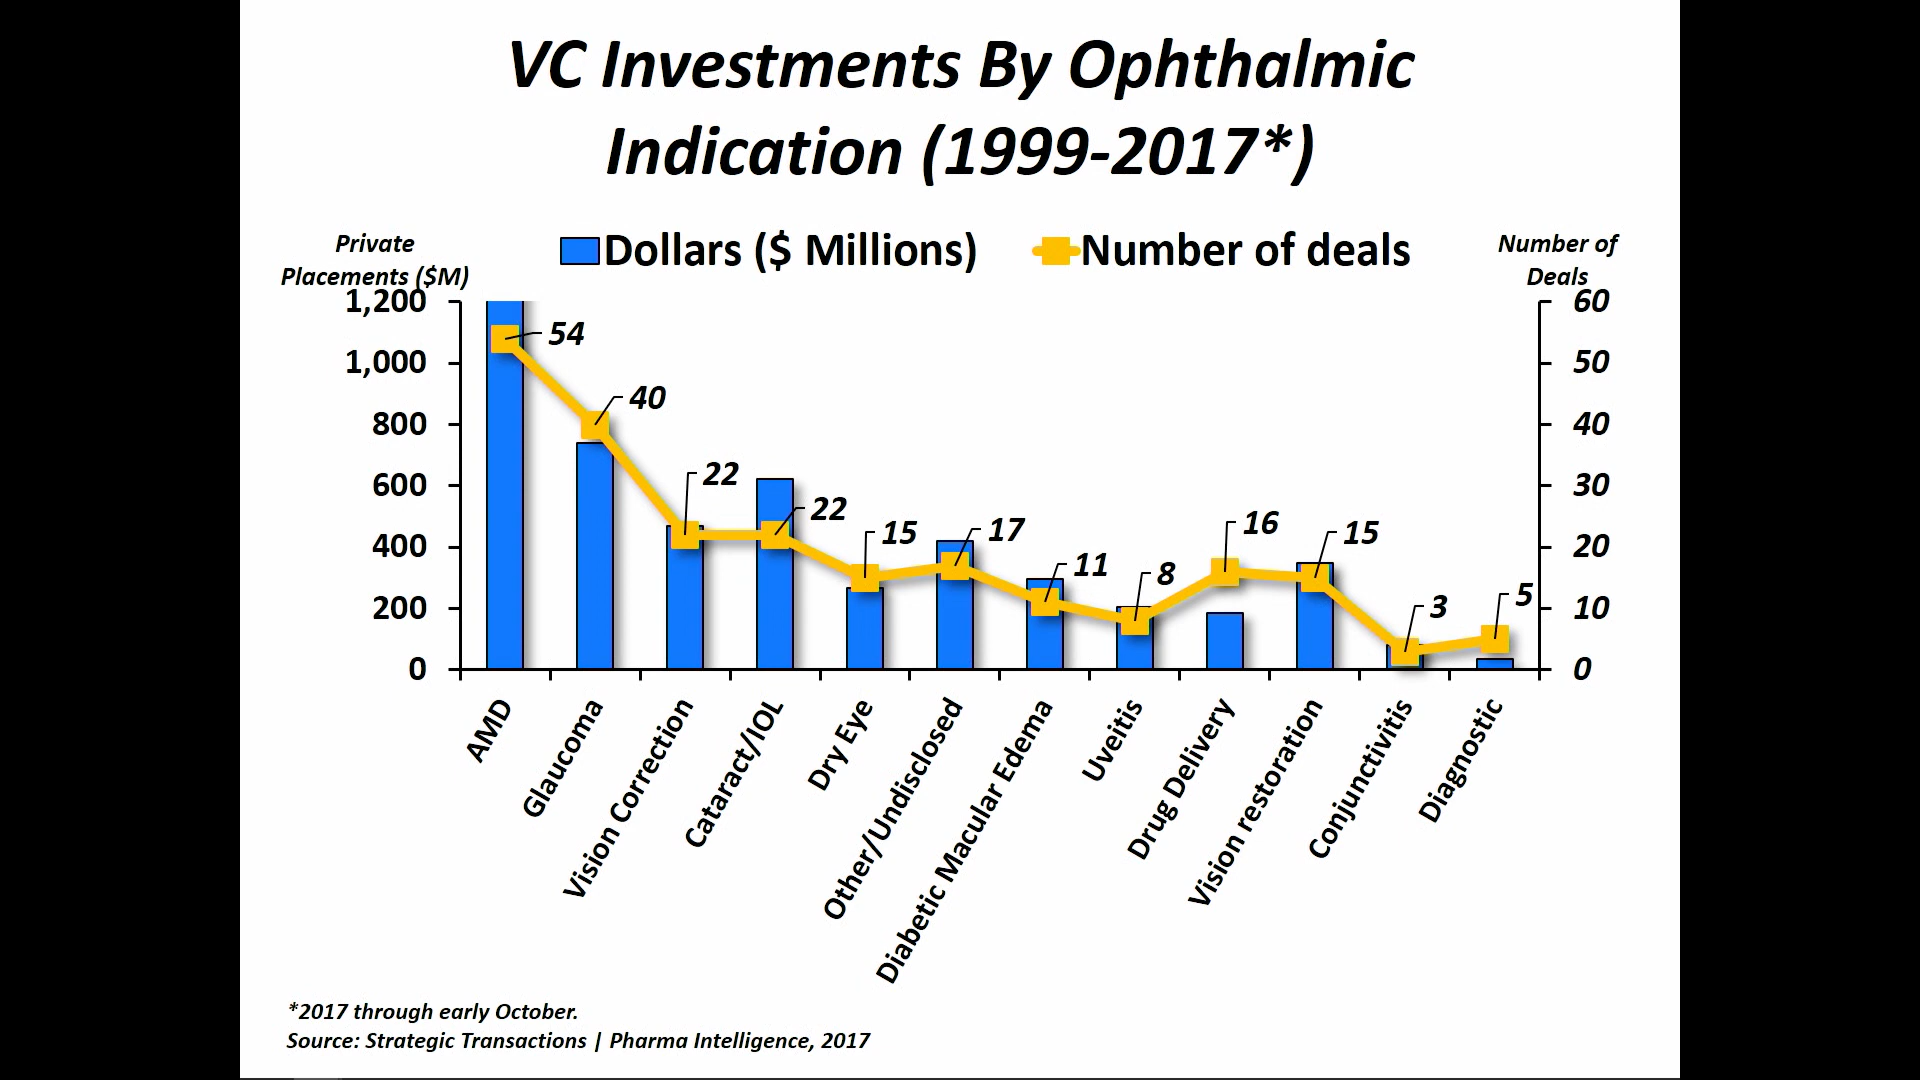 VC Investments By Ophthalmic
Indication (1999-2017*)
Private
Placements ($M)
Dollars ($ Millions)
Number of deals
Number of
Deals
1,200
1,000
800
600
400
200
0
60
50
40
30
20
10
0
54
40
22
22
15
17
11
8
16
15
3
5
AMD
Glaucoma
Vision Correction
Cataract/IOL
Dry Eye
Other/Undisclosed
Diabetic Macular Edema
Uveitis
Drug Delivery
Vision restoration
Conjunctivitis
Diagnostic
*2017 through early October.
Source: Strategic Transactions | Pharma Intelligence, 2017